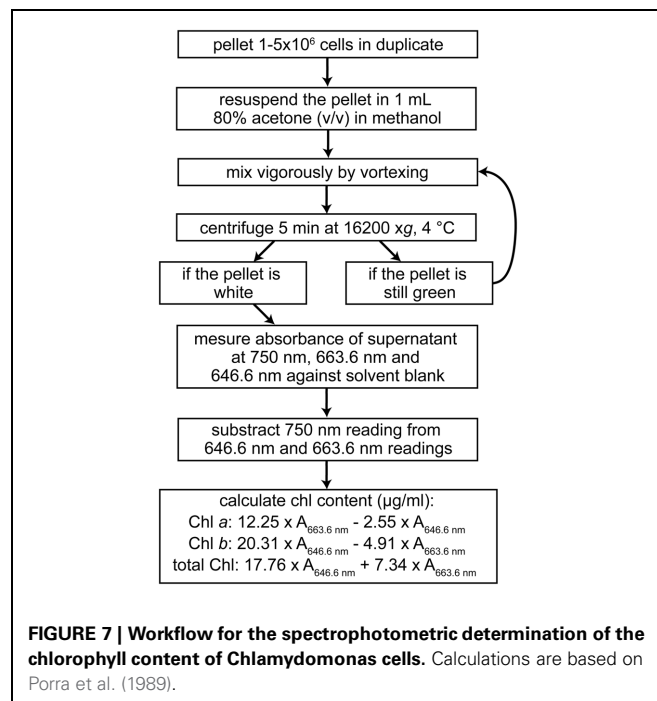 pellet 1-5x10⁶ cells in duplicate
resuspend the pellet in 1 mL
80% acetone (v/v) in methanol
mix vigorously by vortexing
centrifuge 5 min at 16200 xg, 4 °C
if the pellet is
white
if the pellet is
still green
mesure absorbance of supernatant
at 750 nm, 663.6 nm and
646.6 nm against solvent blank
substract 750 nm reading from
646.6 nm and 663.6 nm readings
calculate chl content (µg/ml):
Chl a: 12.25 x A₆₆₃.₆ ₙₘ - 2.55 x A₆₄₆.₆ ₙₘ
Chl b: 20.31 x A₆₄₆.₆ ₙₘ - 4.91 x A₆₆₃.₆ ₙₘ
total Chl: 17.76 x A₆₄₆.₆ ₙₘ + 7.34 x A₆₆₃.₆ ₙₘ
FIGURE 7 | Workflow for the spectrophotometric determination of the
chlorophyll content of Chlamydomonas cells. Calculations are based on
Porra et al. (1989).